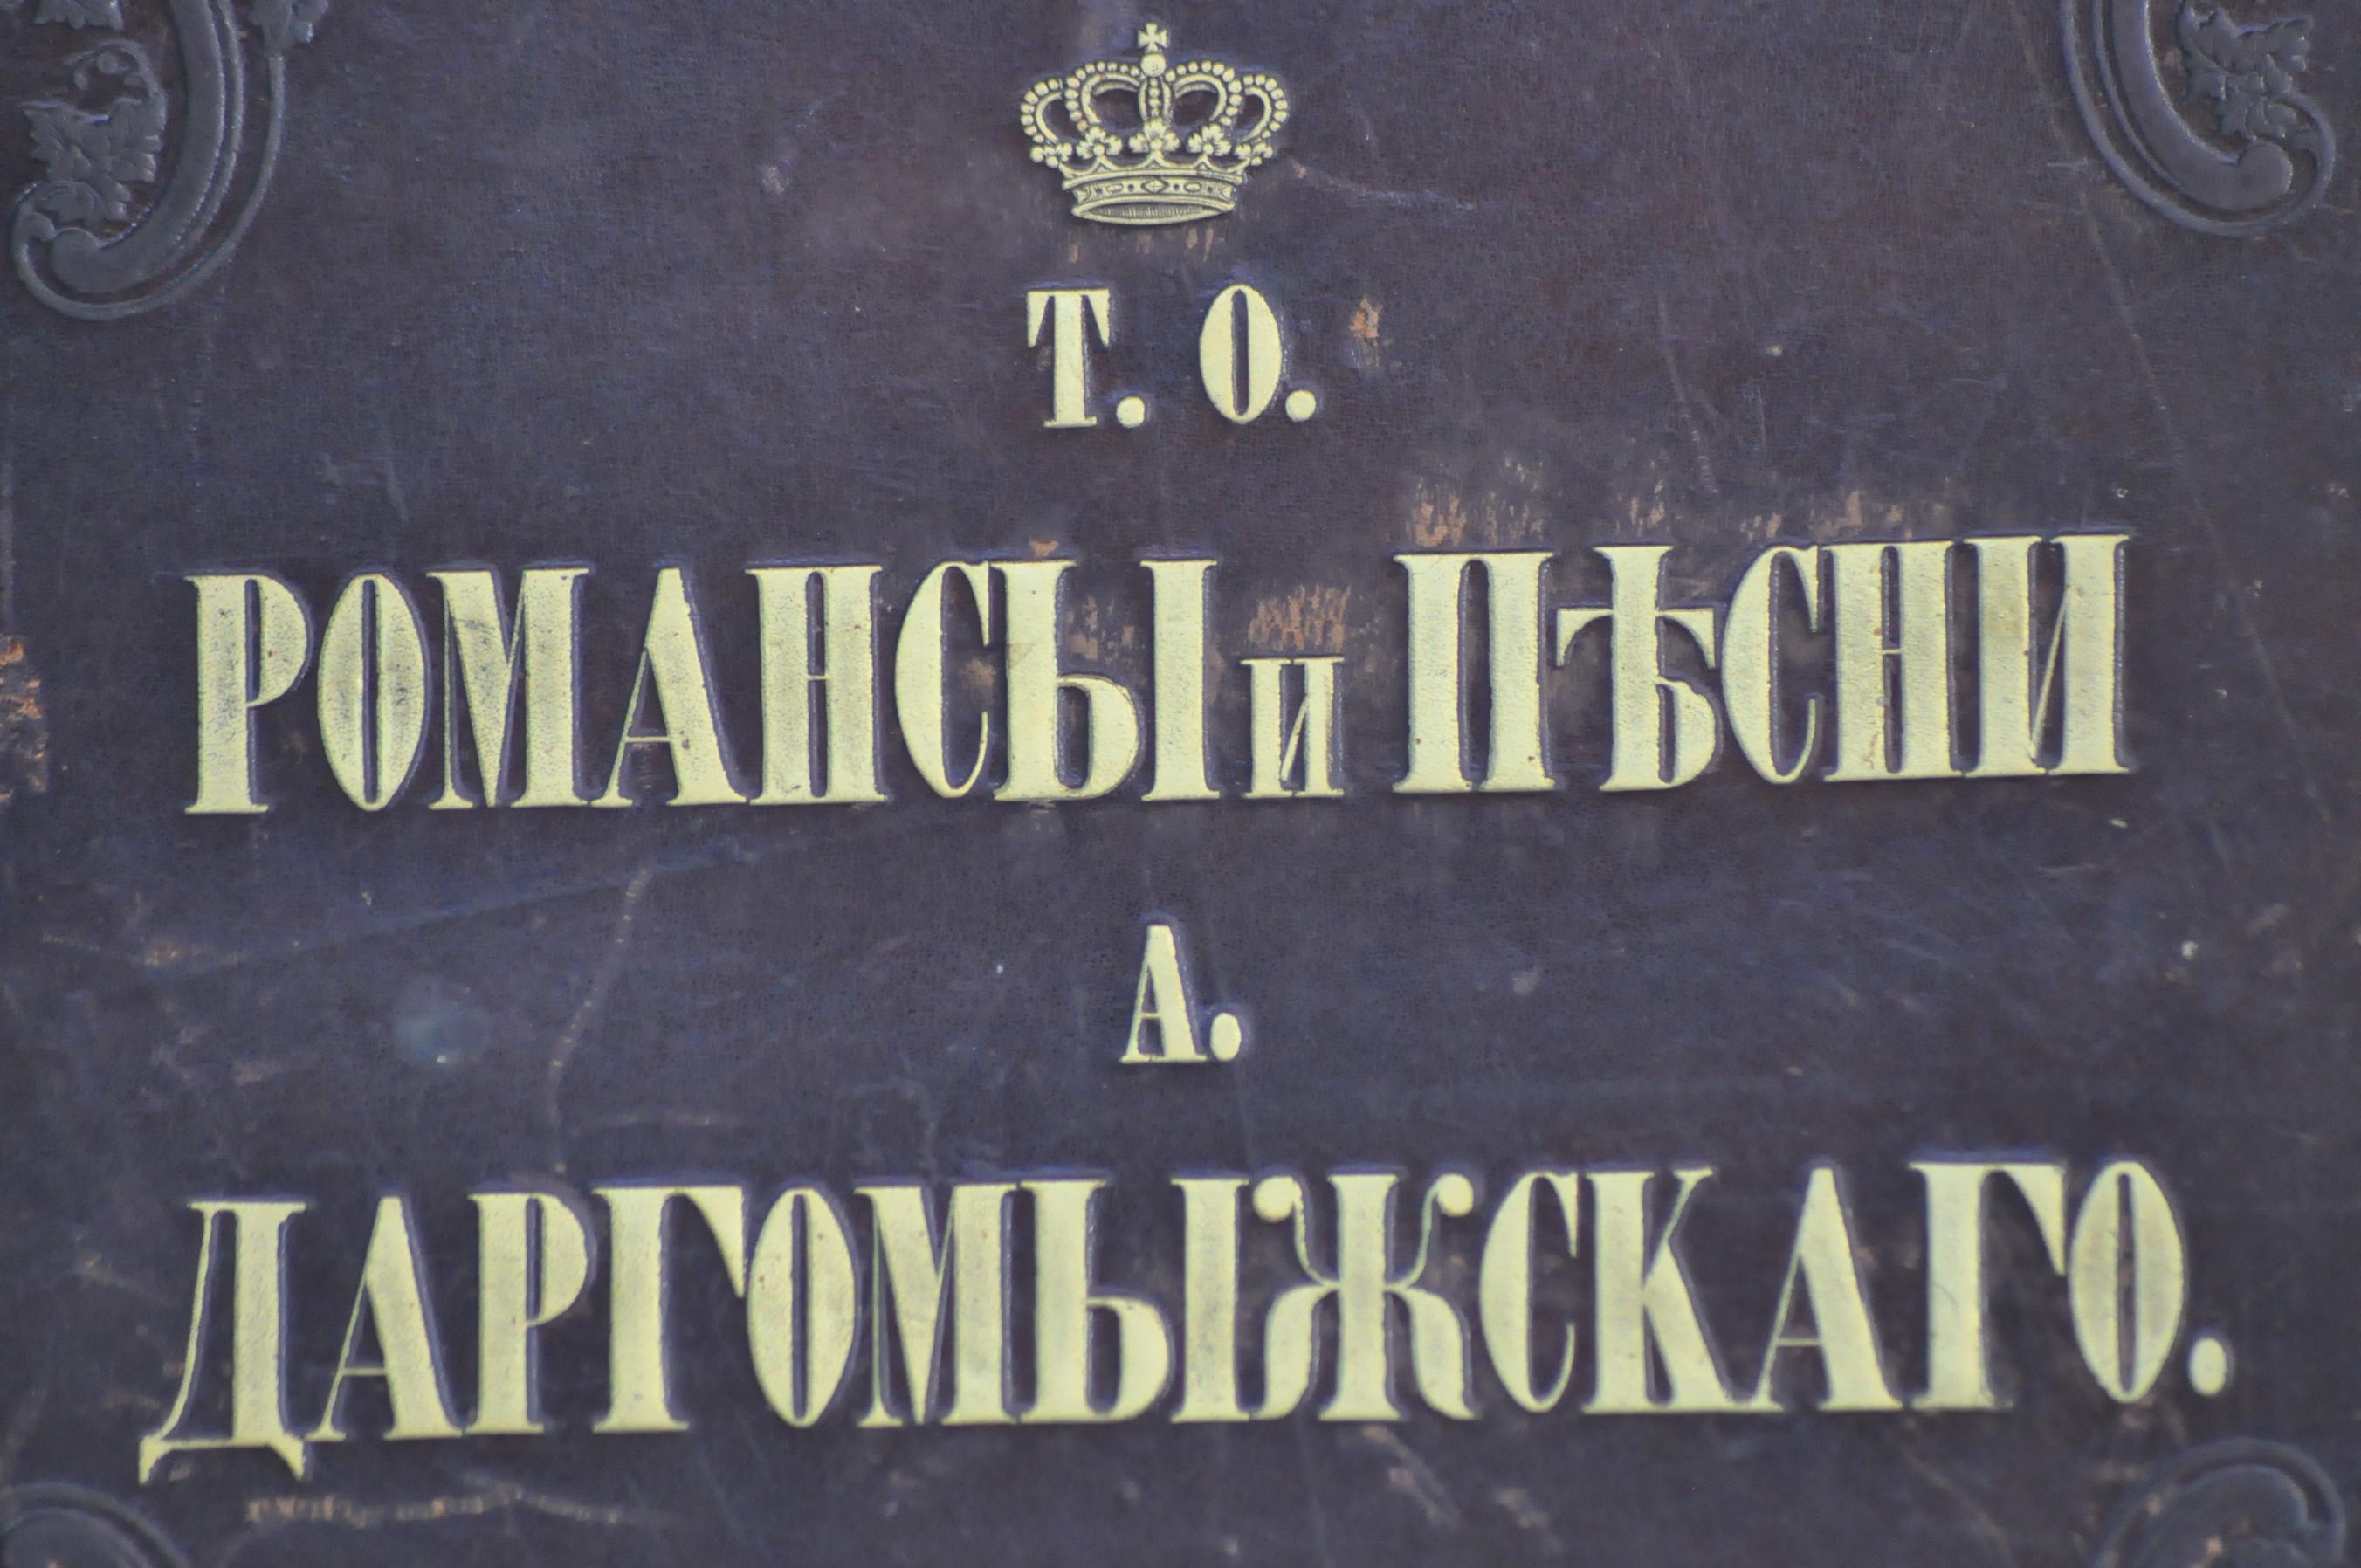 Т. О.
РОМАНСЫ и ПѢСНИ
А.
ДАРГОМЫЖСКАГО.